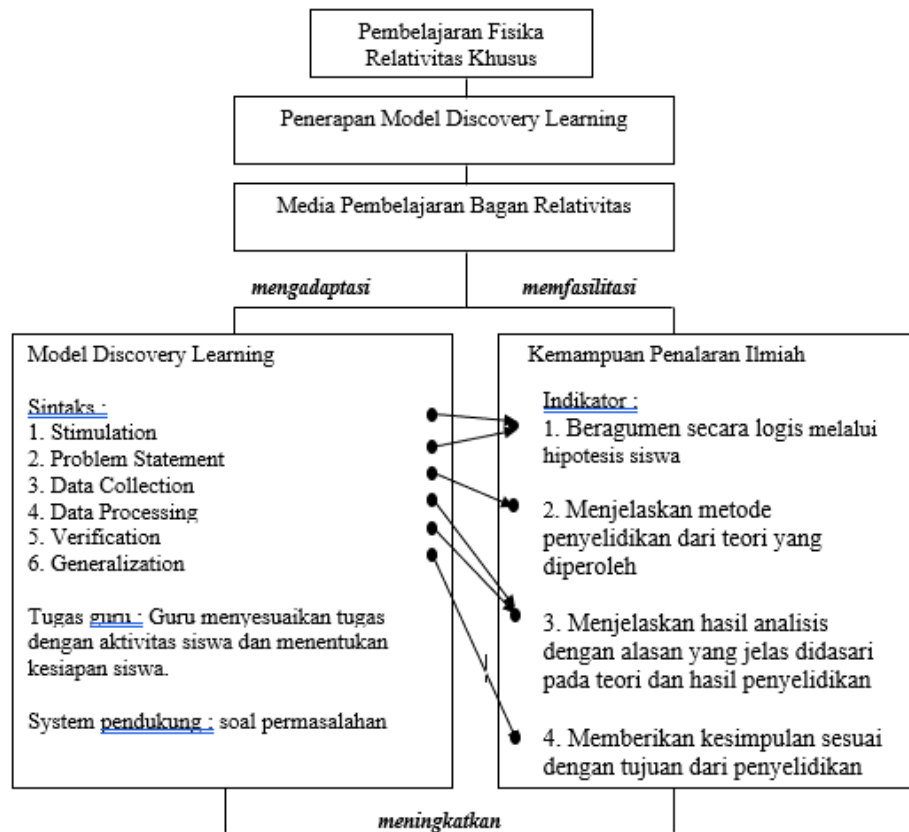 Pembelajaran Fisika
Relativitas Khusus
Penerapan Model Discovery Learning
Media Pembelajaran Bagan Relativitas
mengadaptasi
memfasilitasi
Model Discovery Learning
Sintaks :
1. Stimulation
2. Problem Statement
3. Data Collection
4. Data Processing
5. Verification
6. Generalization
Tugas guru : Guru menyesuaikan tugas
dengan aktivitas siswa dan menentukan
kesiapan siswa.
System pendukung : soal permasalahan
Kemampuan Penalaran Ilmiah
Indikator :
1. Beragumen secara logis melalui
hipotesis siswa
2. Menjelaskan metode
penyelidikan dari teori yang
diperoleh
3. Menjelaskan hasil analisis
dengan alasan yang jelas didasari
pada teori dan hasil penyelidikan
4. Memberikan kesimpulan sesuai
dengan tujuan dari penyelidikan
meningkatkan